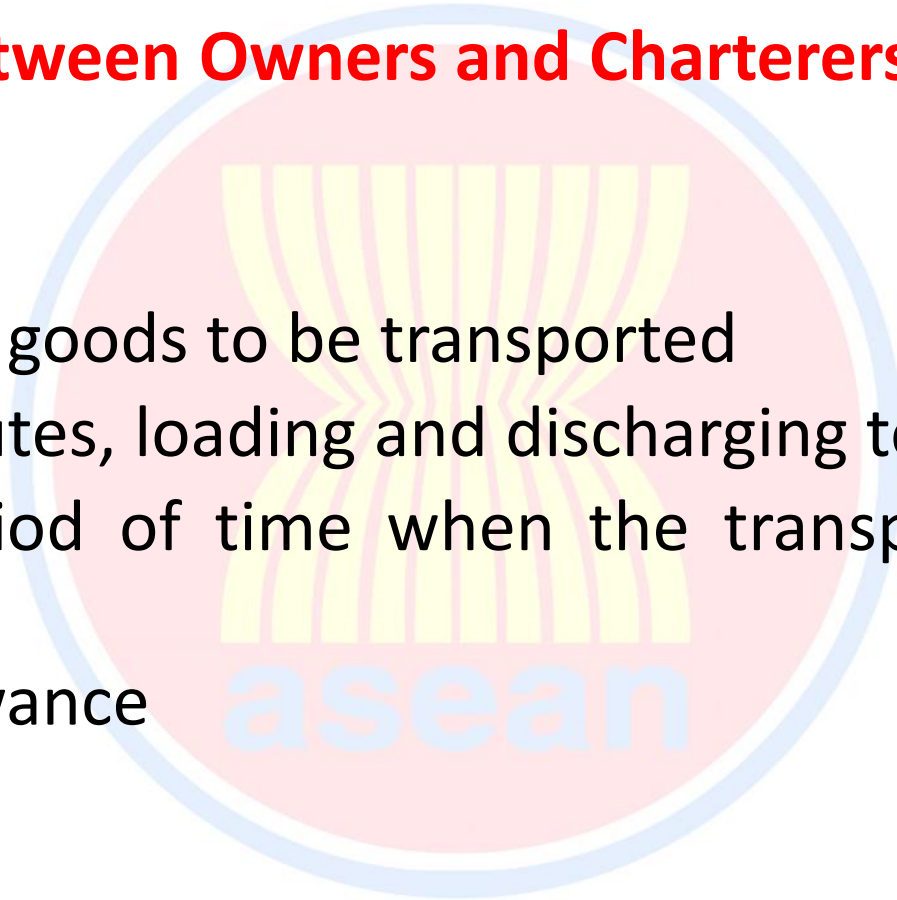 tween Owners and Charterers
goods to be transported
utes, loading and discharging te
iod of time when the transp
vance
asean